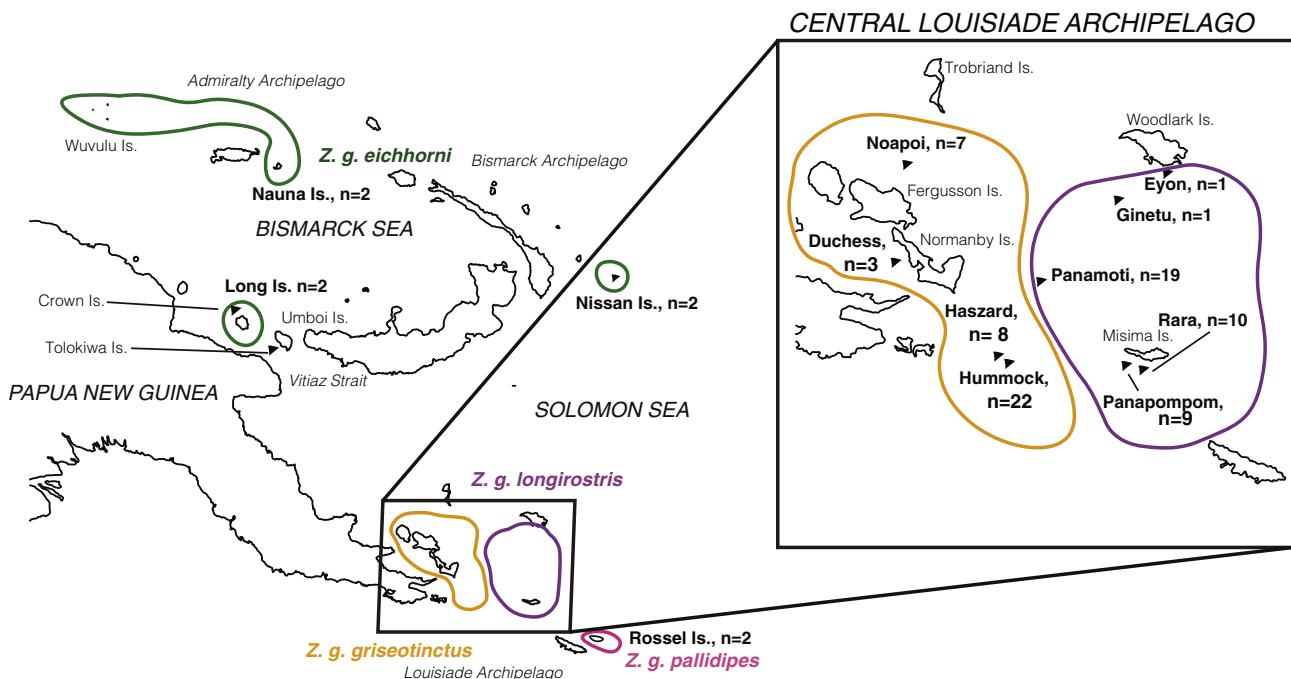 CENTRAL LOUISIADE ARCHIPELAGO
Admiralty Archipelago
Wuvulu Is.
Z. g. eichhorni
Bismarck Archipelago
Nauna Is., n=2
BISMARCK SEA
Long Is. n=2
Nissan Is., n=2
Crown Is.
Umboi Is.
Tolokiwa Is.
Vitiaz Strait
PAPUA NEW GUINEA
SOLOMON SEA
Z. g. longirostris
Z. g. griseotinctus
Louisiade Archipelago
Rossel Is., n=2
Z. g. pallidipes
Trobriand Is.
Woodlark Is.
Noapoi, n=7
Eyon, n=1
Fergusson Is.
Ginetu, n=1
Duchess,
n=3
Normanby Is.
Panamoti, n=19
Haszard,
n= 8
Rara, n=10
Misima Is.
Hummock,
n=22
Panapompom,
n=9